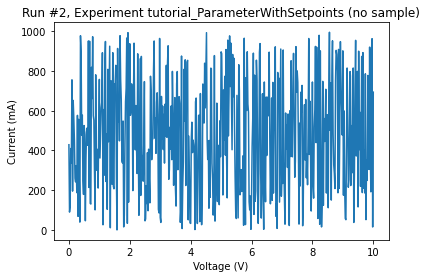 Run #2, Experiment tutorial_ParameterWithSetpoints (no sample)
1000
800
600
400
200
0
Current (mA)
0 2 4 6 8 10
Voltage (V)